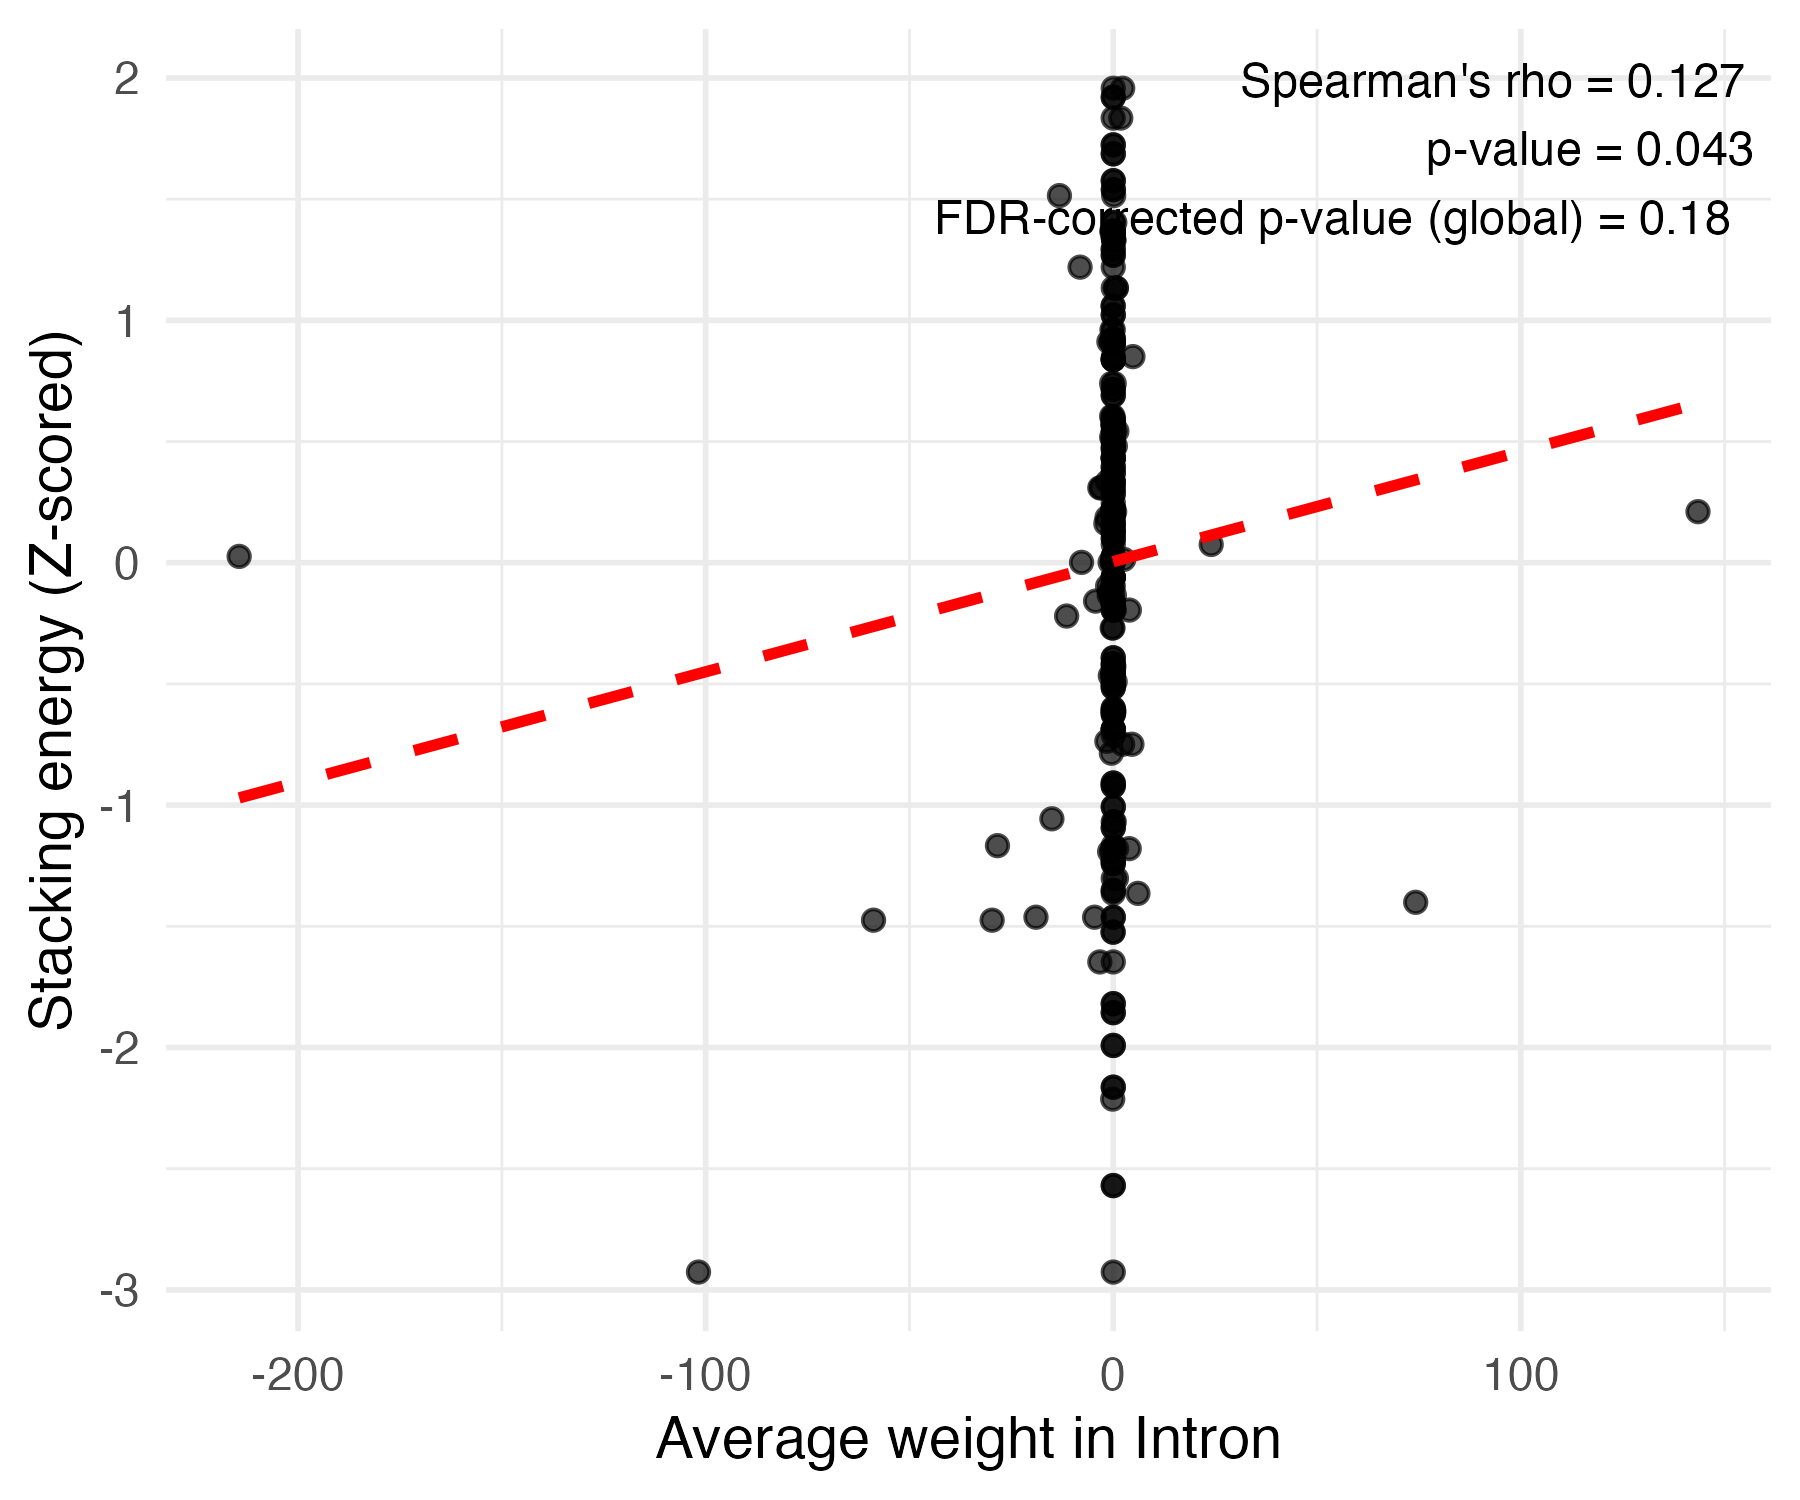 Spearman's rho = 0.127
p-value = 0.043
FDR-corrected p-value (global) = 0.18
Stacking energy (Z-scored)
2
1
0
-1
-2
-3
-200 -100 0 100
Average weight in Intron